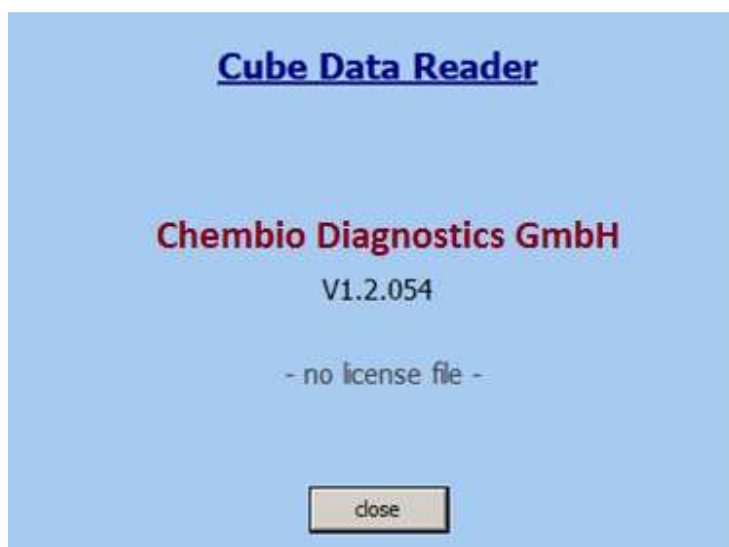 Cube Data Reader
Chembio Diagnostics GmbH
V1.2.054
- no license file -
close